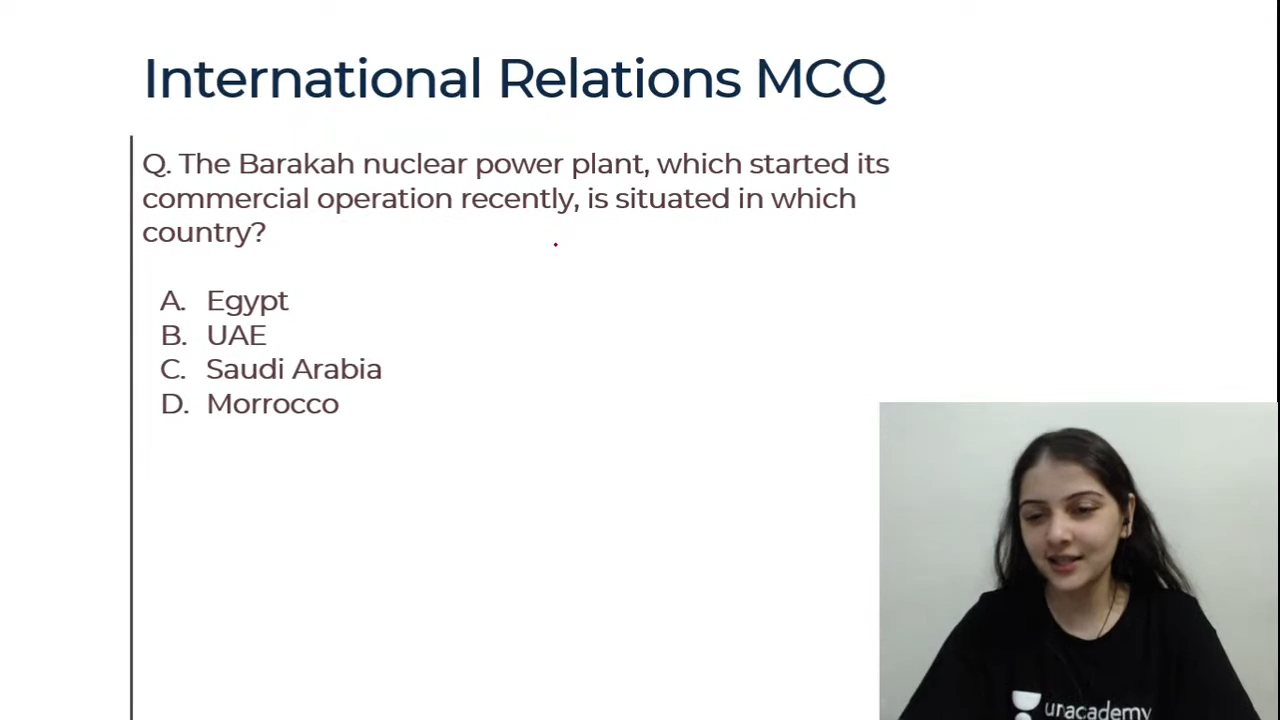 International Relations MCQ
Q. The Barakah nuclear power plant, which started its
commercial operation recently, is situated in which
country?
A. Egypt
B. UAE
C. Saudi Arabia
D. Morrocco
unacademy